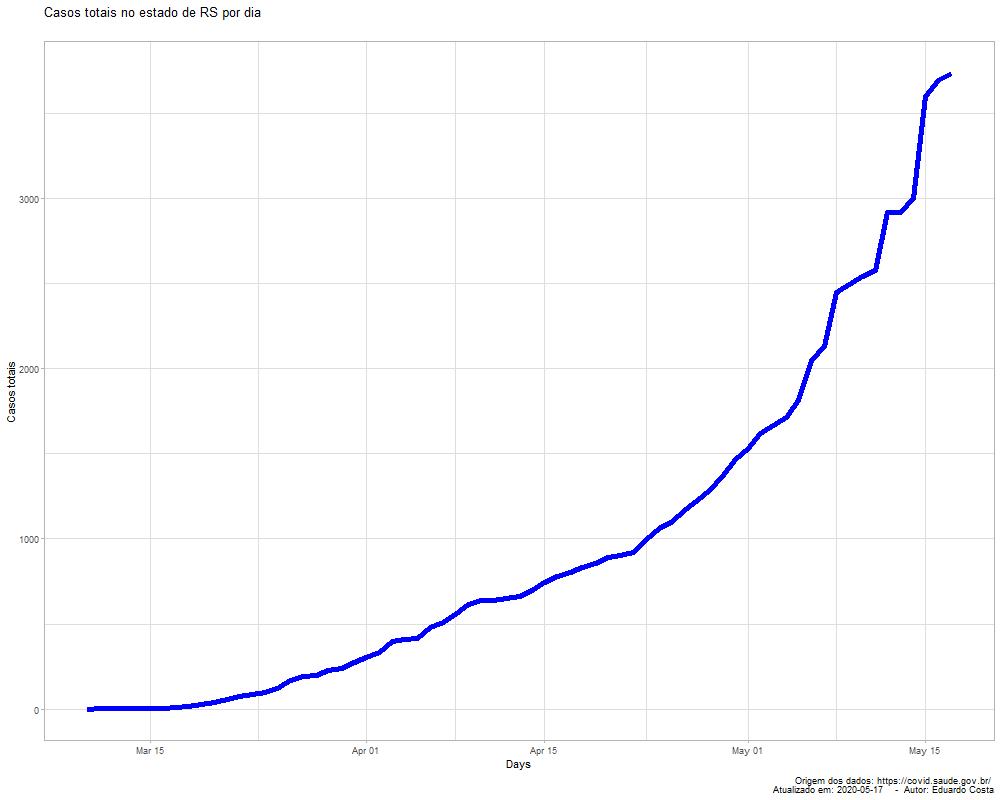 Casos totais no estado de RS por dia
Casos totais
3000
2000
1000
0
Mar 15
Apr 01
Apr 15
May 01
May 15
Days
Origem dos dados: https://covid.saude.gov.br/
Atualizado em: 2020-05-17 - Autor: Eduardo Costa